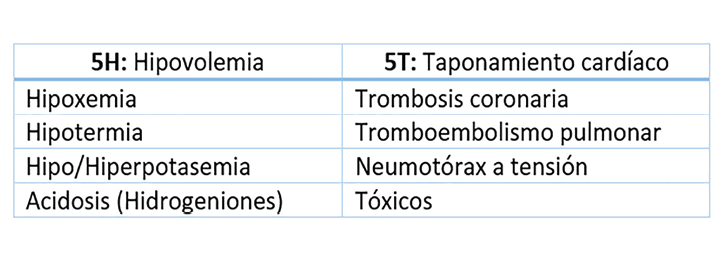 5H: Hipovolemia
5T: Taponamiento cardíaco
Hipoxemia
Trombosis coronaria
Hipotermia
Tromboembolismo pulmonar
Hipo/Hiperpotasemia
Neumotórax a tensión
Acidosis (Hidrogeniones)
Tóxicos